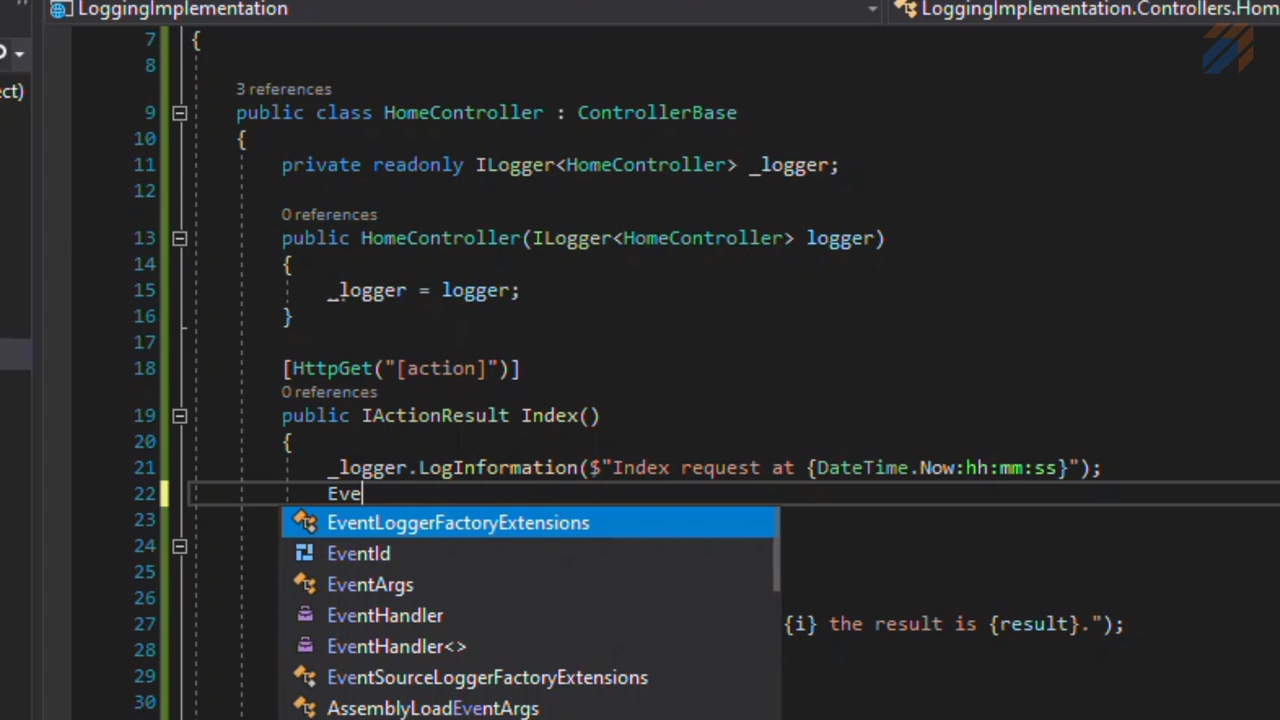 LoggingImplementation
LoggingImplementation.Controllers.Hom
7 {
8
3 references
9 public class HomeController : ControllerBase
10 {
11 private readonly ILogger<HomeController> _logger;
12
0 references
13 public HomeController(ILogger<HomeController> logger)
14 {
15 _logger = logger;
16 }
17
18 [HttpGet("[action]")]
0 references
19 public IActionResult Index()
20 {
21 _logger.LogInformation($"Index request at {DateTime.Now:hh:mm:ss}");
22 Eve
23 EventLoggerFactoryExtensions
24 EventId
25 EventArgs
26 EventHandler
27 {i} the result is {result}.");
28 EventHandler<>
29 EventSourceLoggerFactoryExtensions
30 AssemblyLoadEventArgs
ect)